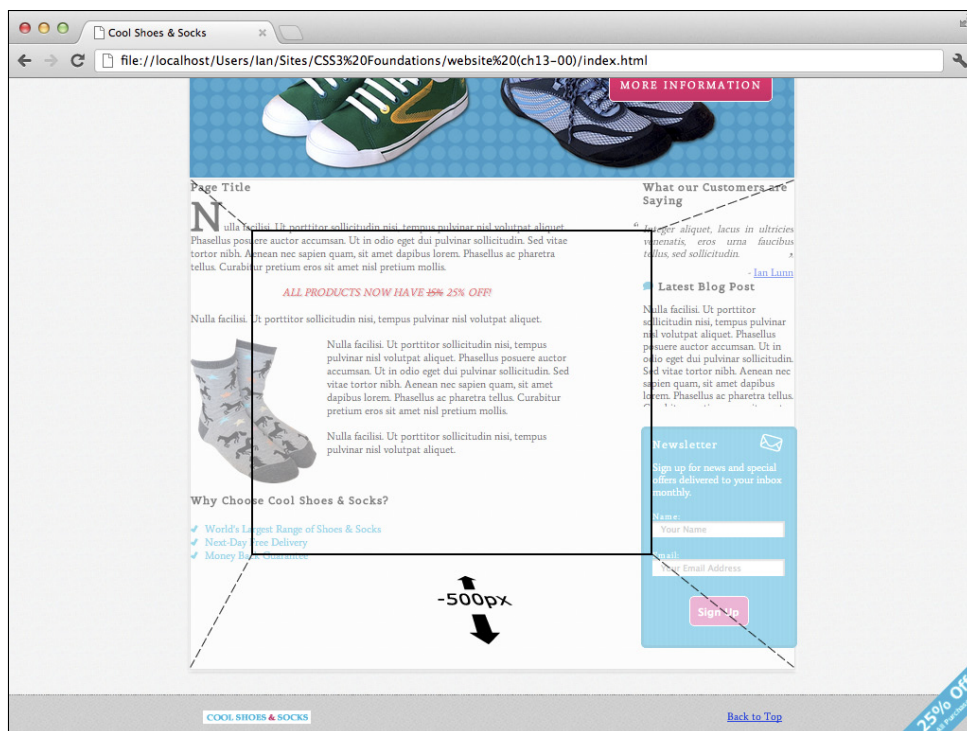 Cool Shoes & Socks
file://localhost/Users/Ian/Sites/CSS3%20Foundations/website%20(ch13-00)/index.html
MORE INFORMATION
Page Title
Nulla facilisi. Ut porttitor sollicitudin nisi, tempus pulvinar nisl volutpat aliquet.
Phasellus posuere auctor accumsan. Ut in odio eget dui pulvinar sollicitudin. Sed vitae
tortor nibh. Aenean nec sapien quam, sit amet dapibus lorem. Phasellus ac pharetra
tellus. Curabitur pretium eros sit amet nisl pretium mollis.
ALL PRODUCTS NOW HAVE 15% 25% OFF!
Nulla facilisi. Ut porttitor sollicitudin nisi, tempus pulvinar nisl volutpat aliquet.
Nulla facilisi. Ut porttitor sollicitudin nisi, tempus
pulvinar nisl volutpat aliquet. Phasellus posuere auctor
accumsan. Ut in odio eget dui pulvinar sollicitudin. Sed
vitae tortor nibh. Aenean nec sapien quam, sit amet
dapibus lorem. Phasellus ac pharetra tellus. Curabitur
pretium eros sit amet nisl pretium mollis.
Nulla facilisi. Ut porttitor sollicitudin nisi, tempus
pulvinar nisl volutpat aliquet.
Why Choose Cool Shoes & Socks?
World's Largest Range of Shoes & Socks
Next-Day Free Delivery
Money Back Guarantee
What our Customers are
Saying
“ Integer aliquet, lacus in ultricies
venenatis, eros urna faucibus
tellus, sed sollicitudin. ”
- Ian Lunn
Latest Blog Post
Nulla facilisi. Ut porttitor
sollicitudin nisi, tempus pulvinar
nisl volutpat aliquet. Phasellus
posuere auctor accumsan. Ut in
odio eget dui pulvinar sollicitudin.
Sed vitae tortor nibh. Aenean nec
sapien quam, sit amet dapibus
lorem. Phasellus ac pharetra tellus.
Newsletter
Sign up for news and special
offers delivered to your inbox
monthly.
Name:
Your Name
Email:
Your Email Address
Sign Up
-500px
COOL SHOES & SOCKS
Back to Top
25% Off